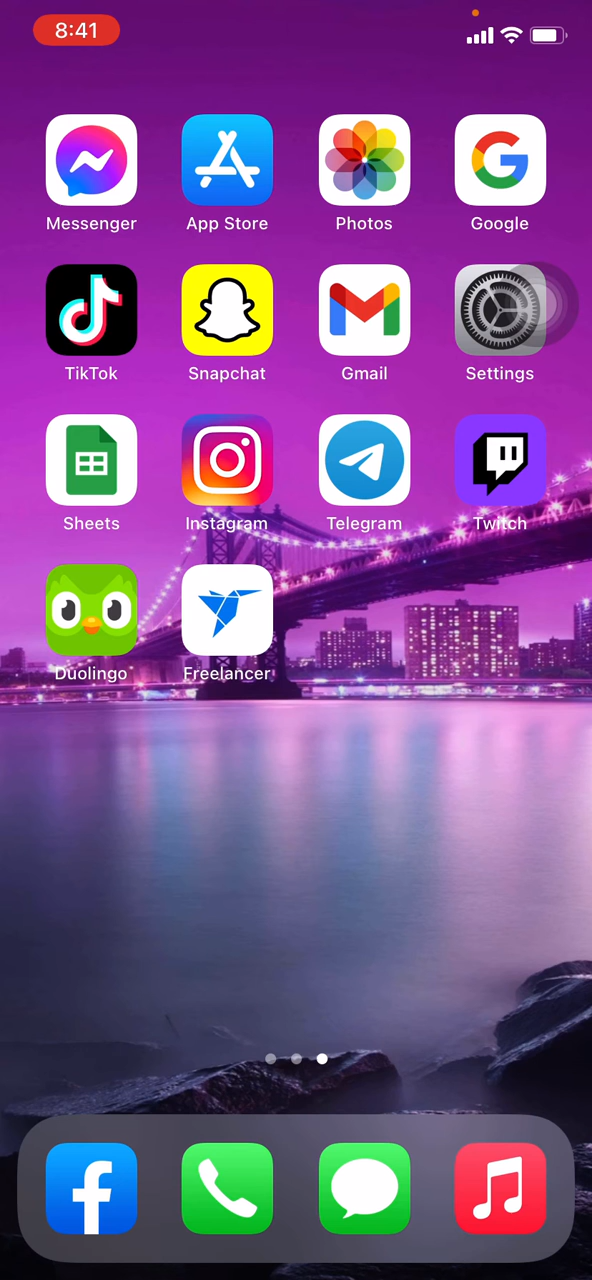 8:41
Messenger App Store Photos Google
TikTok Snapchat Gmail Settings
Sheets Instagram Telegram Twitch
Duolingo Freelancer